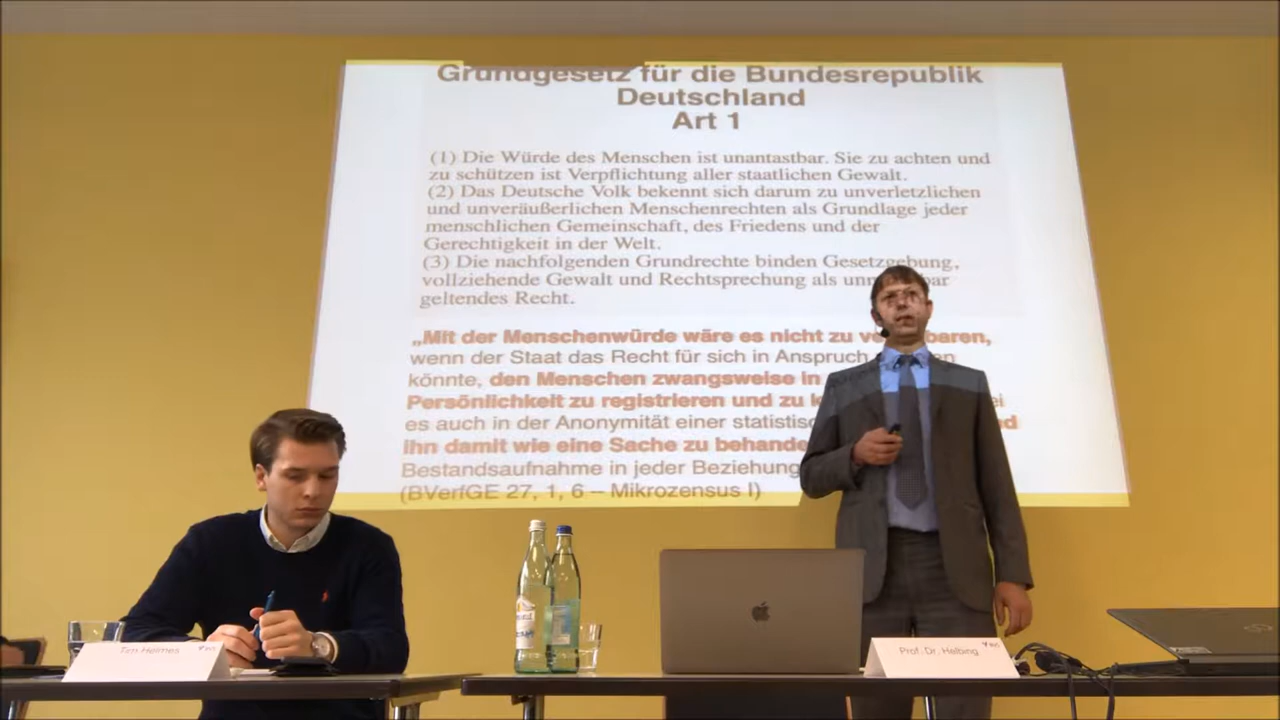 Grundgesetz für die Bundesrepublik
Deutschland
Art 1
(1) Die Würde des Menschen ist unantastbar. Sie zu achten und
zu schützen ist Verpflichtung aller staatlichen Gewalt.
(2) Das Deutsche Volk bekennt sich darum zu unverletzlichen
und unveräußerlichen Menschenrechten als Grundlage jeder
menschlichen Gemeinschaft, des Friedens und der
Gerechtigkeit in der Welt.
(3) Die nachfolgenden Grundrechte binden Gesetzgebung,
vollziehende Gewalt und Rechtsprechung als
geltendes Recht.
„Mit der Menschenwürde wäre es nicht zu
wenn der Staat das Recht für sich in Anspruch
könnte, den Menschen zwangsweise in
Persönlichkeit zu registrieren und zu
es auch in der Anonymität einer
ihn damit wie eine Sache zu
Bestandsaufnahme in jeder Beziehung
(BVerfGE 27, 1, 6 – Mikrozensus I)
Tim Helmes
Prof. Dr. Helbing